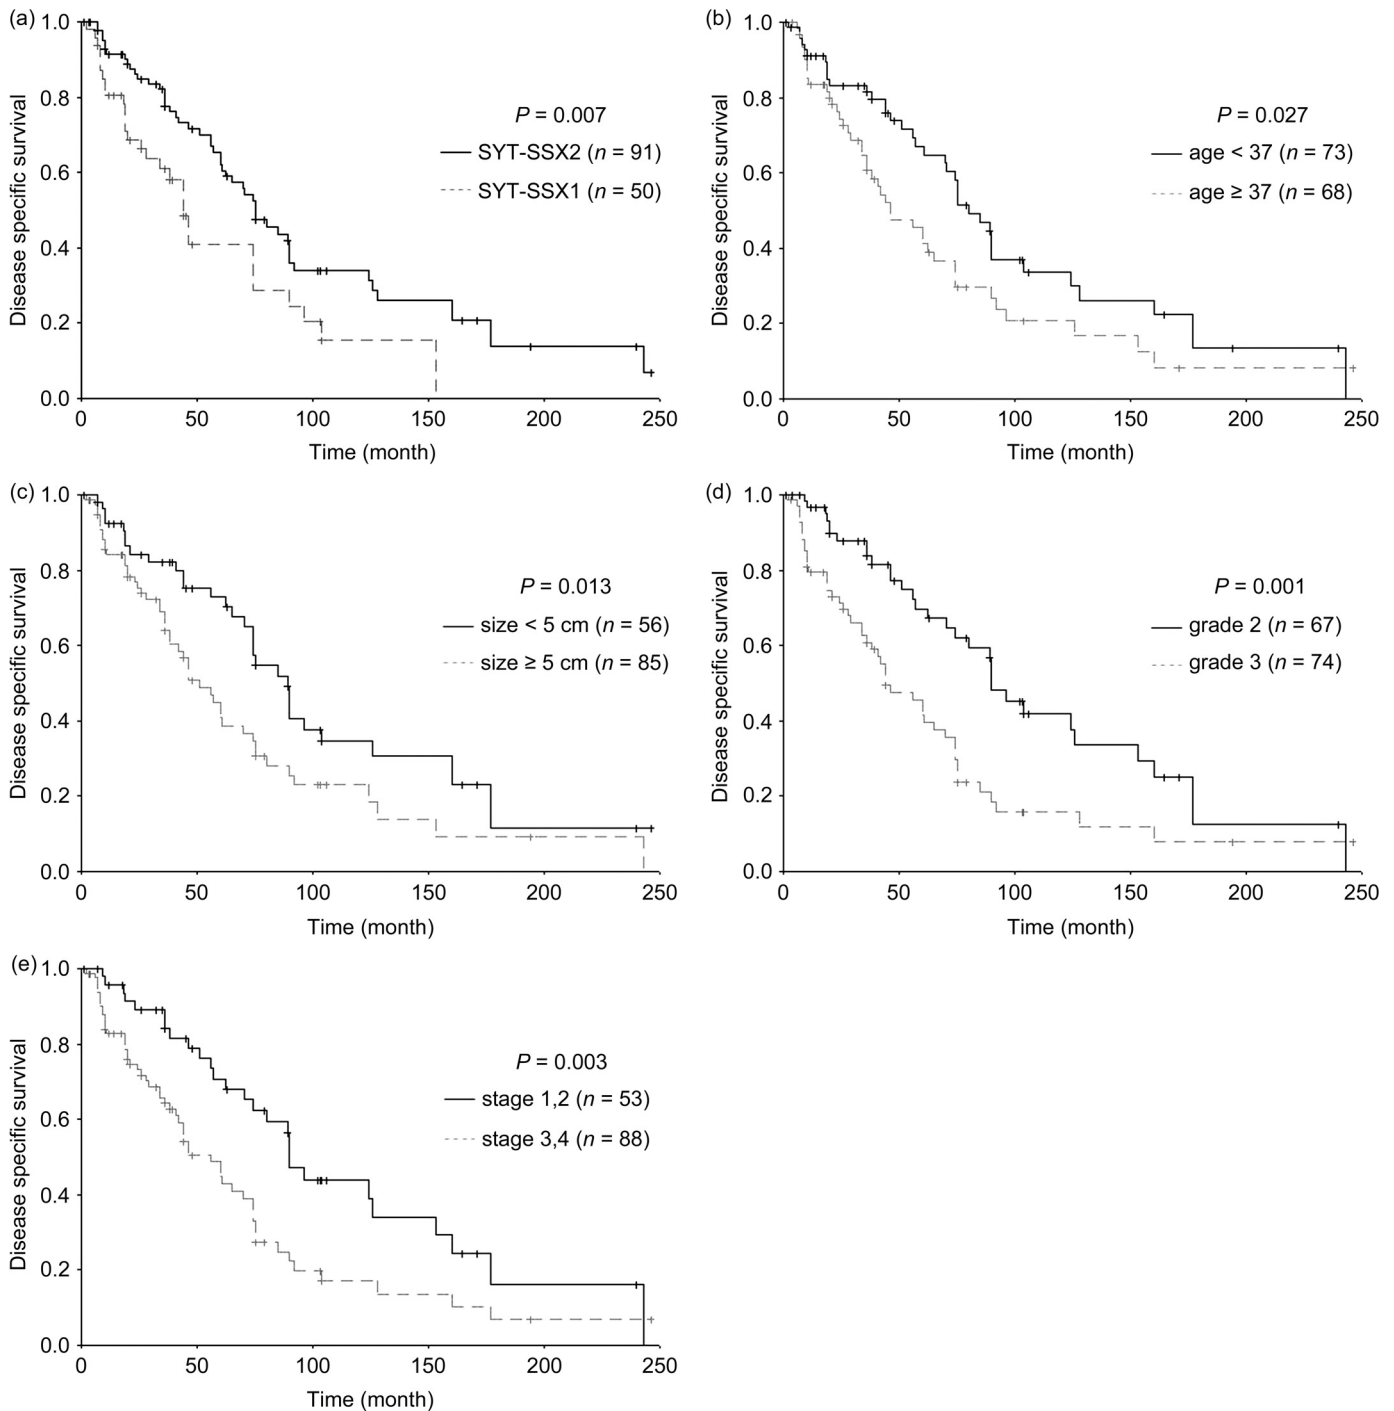 (a)
Disease specific survival
1.0
0.8
0.6
0.4
0.2
0.0
P = 0.007
SYT-SSX2 (n = 91)
SYT-SSX1 (n = 50)
0 50 100 150 200 250
Time (month)
(b)
Disease specific survival
1.0
0.8
0.6
0.4
0.2
0.0
P = 0.027
age < 37 (n = 73)
age ≥ 37 (n = 68)
0 50 100 150 200 250
Time (month)
(c)
Disease specific survival
1.0
0.8
0.6
0.4
0.2
0.0
P = 0.013
size < 5 cm (n = 56)
size ≥ 5 cm (n = 85)
0 50 100 150 200 250
Time (month)
(d)
Disease specific survival
1.0
0.8
0.6
0.4
0.2
0.0
P = 0.001
grade 2 (n = 67)
grade 3 (n = 74)
0 50 100 150 200 250
Time (month)
(e)
Disease specific survival
1.0
0.8
0.6
0.4
0.2
0.0
P = 0.003
stage 1,2 (n = 53)
stage 3,4 (n = 88)
0 50 100 150 200 250
Time (month)